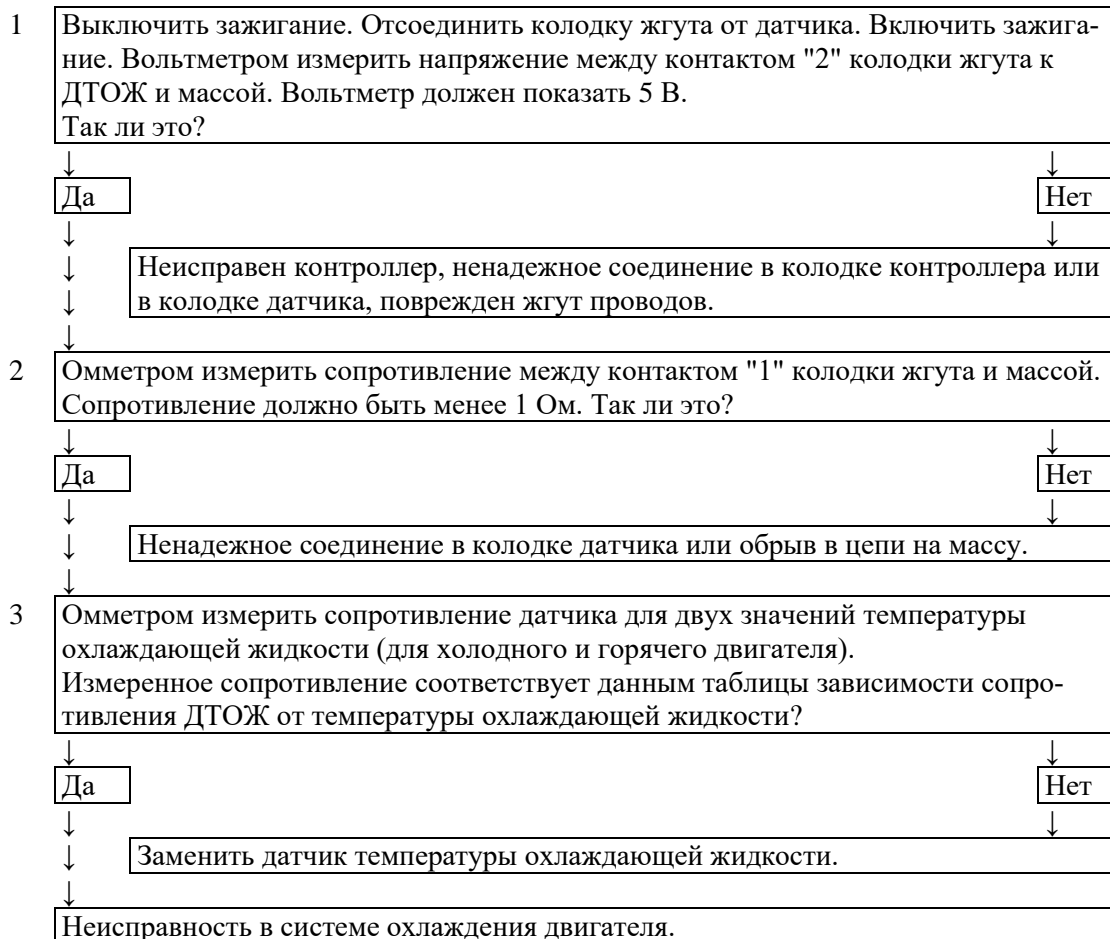 1 Выключить зажигание. Отсоединить колодку жгута от датчика. Включить зажига-
ние. Вольтметром измерить напряжение между контактом "2" колодки жгута к
ДТОЖ и массой. Вольтметр должен показать 5 В.
Так ли это?
↓ ↓
Да Нет
↓ ↓
↓ Неисправен контроллер, ненадежное соединение в колодке контроллера или
↓ в колодке датчика, поврежден жгут проводов.
↓
2 Омметром измерить сопротивление между контактом "1" колодки жгута и массой.
Сопротивление должно быть менее 1 Ом. Так ли это?
↓ ↓
Да Нет
↓ ↓
↓ Ненадежное соединение в колодке датчика или обрыв в цепи на массу.
↓
3 Омметром измерить сопротивление датчика для двух значений температуры
охлаждающей жидкости (для холодного и горячего двигателя).
Измеренное сопротивление соответствует данным таблицы зависимости сопро-
тивления ДТОЖ от температуры охлаждающей жидкости?
↓ ↓
Да Нет
↓ ↓
↓ Заменить датчик температуры охлаждающей жидкости.
↓
Неисправность в системе охлаждения двигателя.